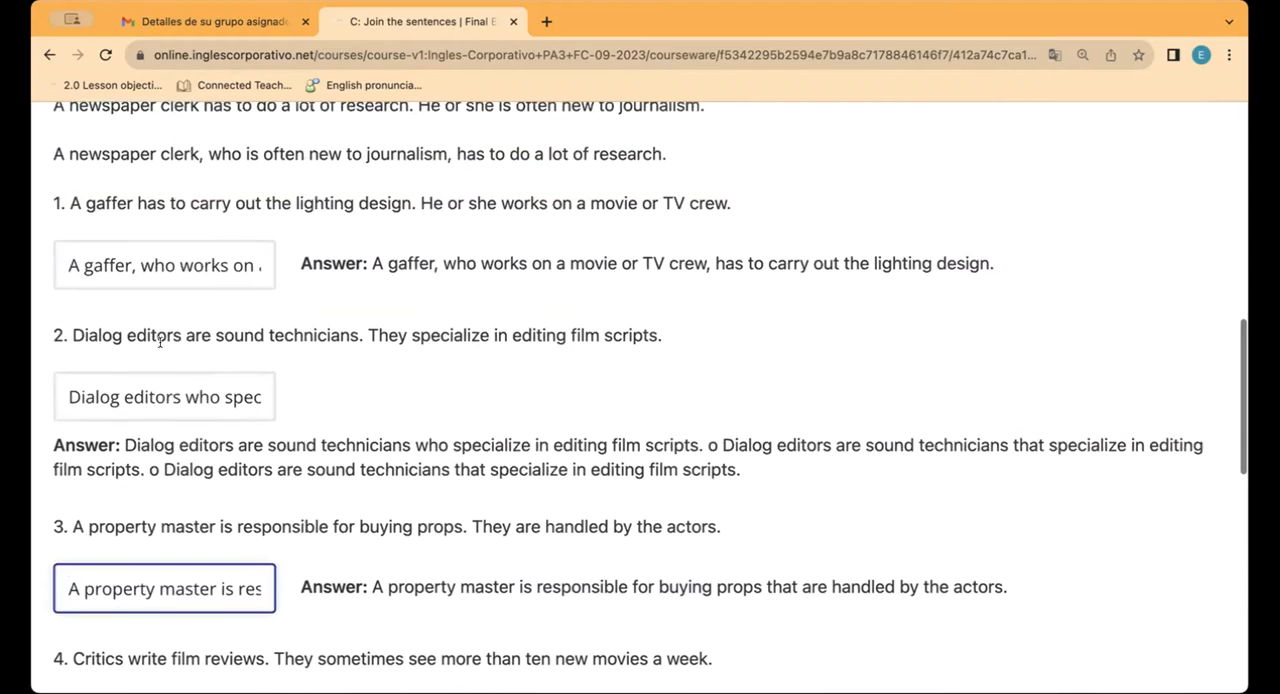 Detalles de su grupo asignad
C: Join the sentences | Final E
online.inglescorporativo.net/courses/course-v1:Ingles-Corporativo+PA3+FC-09-2023/courseware/f5342295b2594e7b9a8c7178846146f7/412a74c7ca1...
E
2.0 Lesson objecti...
Connected Teach...
English pronuncia...
A newspaper clerk has to do a lot of research. He or she is often new to journalism.
A newspaper clerk, who is often new to journalism, has to do a lot of research.
1. A gaffer has to carry out the lighting design. He or she works on a movie or TV crew.
A gaffer, who works on
Answer: A gaffer, who works on a movie or TV crew, has to carry out the lighting design.
2. Dialog editors are sound technicians. They specialize in editing film scripts.
Dialog editors who spec
Answer: Dialog editors are sound technicians who specialize in editing film scripts. o Dialog editors are sound technicians that specialize in editing
film scripts. o Dialog editors are sound technicians that specialize in editing film scripts.
3. A property master is responsible for buying props. They are handled by the actors.
A property master is res
Answer: A property master is responsible for buying props that are handled by the actors.
4. Critics write film reviews. They sometimes see more than ten new movies a week.